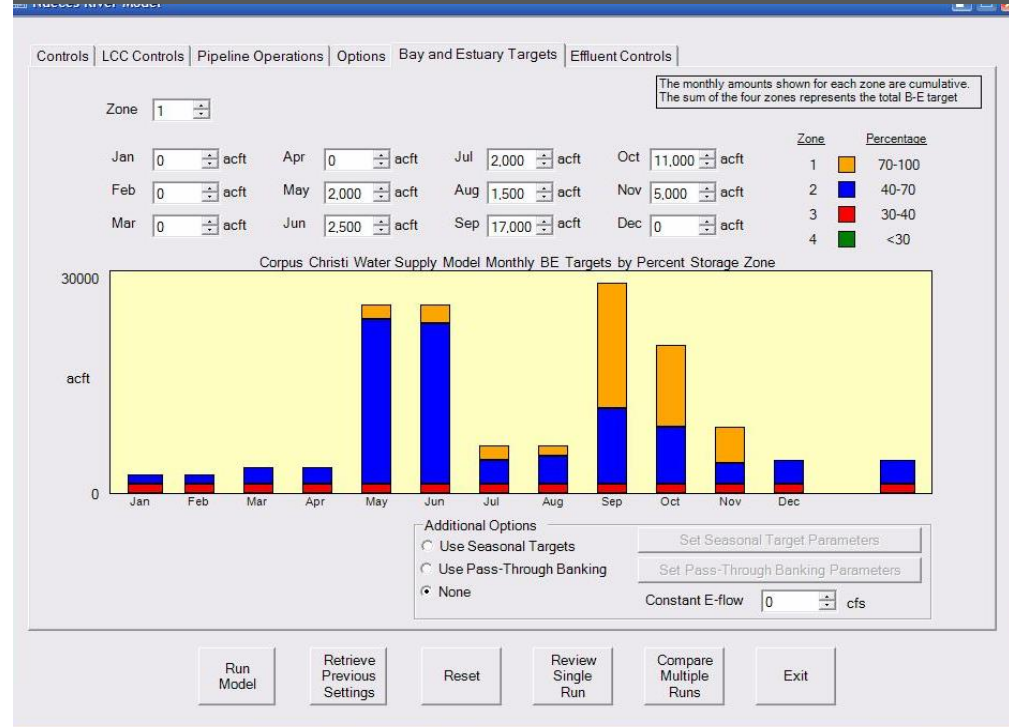 Nueces River Model
Controls LCC Controls Pipeline Operations Options Bay and Estuary Targets Effluent Controls
The monthly amounts shown for each zone are cumulative.
The sum of the four zones represents the total B-E target
Zone 1
Zone Percentage
Jan 0 acft Apr 0 acft Jul 2,000 acft Oct 11,000 acft
1 70-100
Feb 0 acft May 2,000 acft Aug 1,500 acft Nov 5,000 acft
2 40-70
Mar 0 acft Jun 2,500 acft Sep 17,000 acft Dec 0 acft
3 30-40
4 <30
Corpus Christi Water Supply Model Monthly BE Targets by Percent Storage Zone
30000
acft
0
Jan Feb Mar Apr May Jun Jul Aug Sep Oct Nov Dec
Additional Options
Use Seasonal Targets
Set Seasonal Target Parameters
Use Pass-Through Banking
Set Pass-Through Banking Parameters
None
Constant E-flow 0 cfs
Run
Model
Retrieve
Previous
Settings
Reset
Review
Single
Run
Compare
Multiple
Runs
Exit